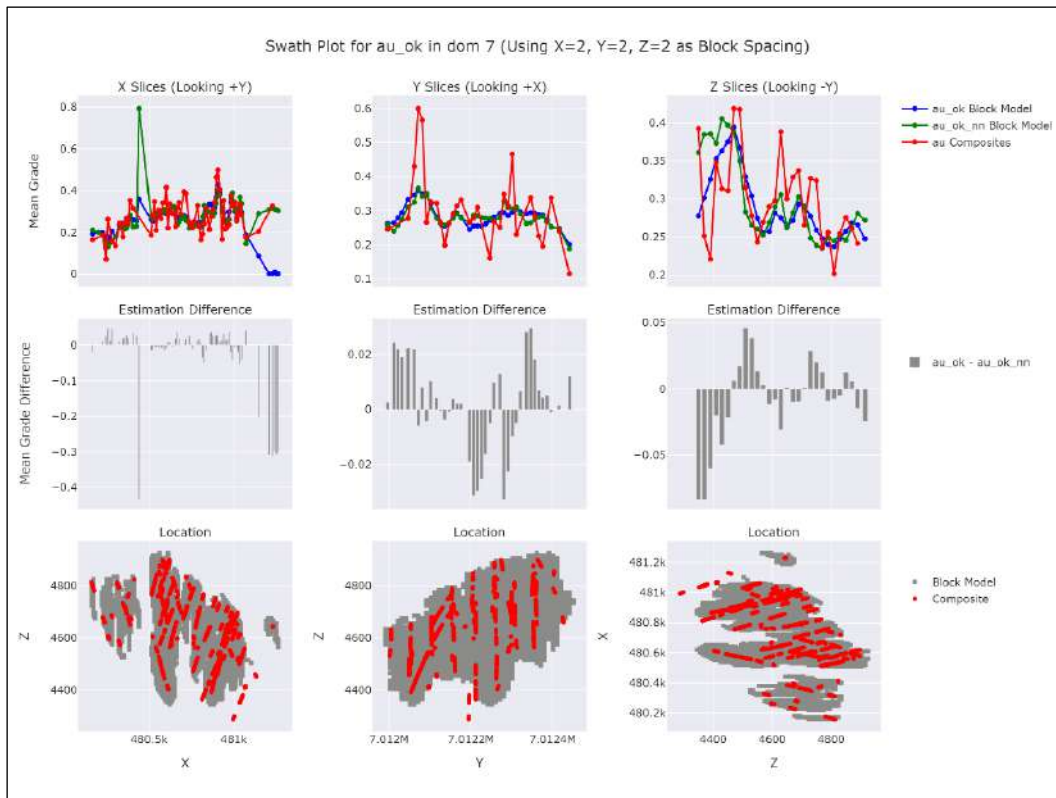 Swath Plot for au_ok in dom 7 (Using X=2, Y=2, Z=2 as Block Spacing)
X Slices (Looking +Y)
Y Slices (Looking +X)
Z Slices (Looking -Y)
Mean Grade
0.8
0.6
0.4
0.2
0
0.6
0.5
0.4
0.3
0.2
0.1
0.4
0.35
0.3
0.25
0.2
au_ok Block Model
au_ok_nn Block Model
au Composites
Estimation Difference
Estimation Difference
Estimation Difference
Mean Grade Difference
0
−0.1
−0.2
−0.3
−0.4
0.02
0
−0.02
0.05
0
−0.05
au_ok - au_ok_nn
Location
Location
Location
Z
4800
4600
4400
480.5k
481k
X
Z
4800
4600
4400
7.012M
7.0122M
7.0124M
Y
X
481.2k
481k
480.8k
480.6k
480.4k
480.2k
4400
4600
4800
Z
Block Model
Composite